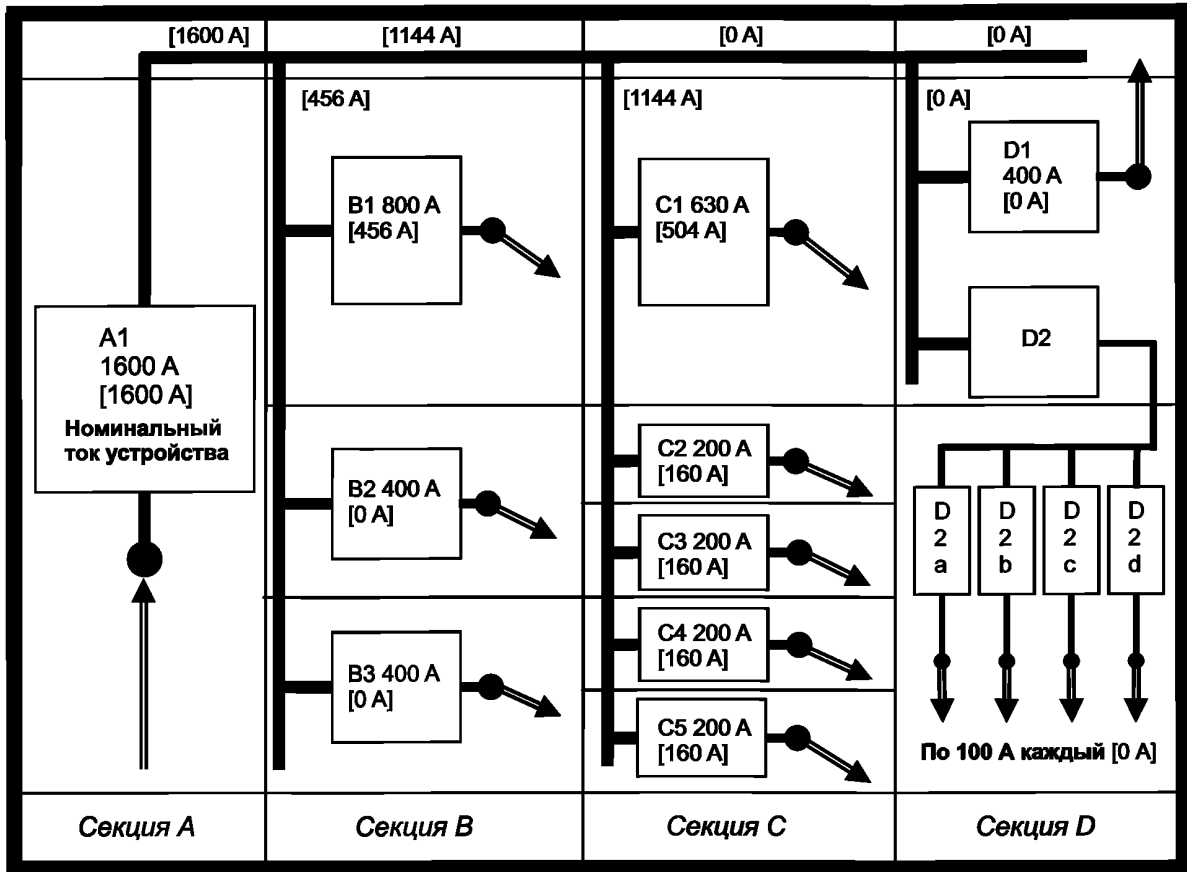 [1600 A]
[1144 A]
[0 A]
[0 A]
[456 A]
[1144 A]
[0 A]
A1
1600 A
[1600 A]
Номинальный
ток устройства
B1 800 A
[456 A]
B2 400 A
[0 A]
B3 400 A
[0 A]
C1 630 A
[504 A]
C2 200 A
[160 A]
C3 200 A
[160 A]
C4 200 A
[160 A]
C5 200 A
[160 A]
D1
400 A
[0 A]
D2
D
2
a
D
2
b
D
2
c
D
2
d
По 100 А каждый [0 A]
Секция A
Секция B
Секция C
Секция D